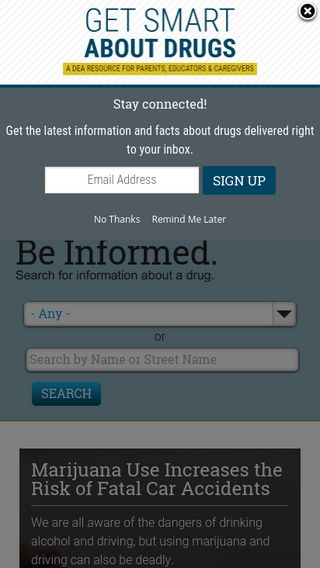 GET SMART
ABOUT DRUGS
A DEA RESOURCE FOR PARENTS, EDUCATORS & CAREGIVERS
Stay connected!
Get the latest information and facts about drugs delivered right
to your inbox.
Email Address
SIGN UP
No Thanks
Remind Me Later
Be Informed.
Search for information about a drug.
- Any -
or
Search by Name or Street Name
SEARCH
Marijuana Use Increases the
Risk of Fatal Car Accidents
We are all aware of the dangers of drinking
alcohol and driving, but using marijuana and
driving can also be deadly.